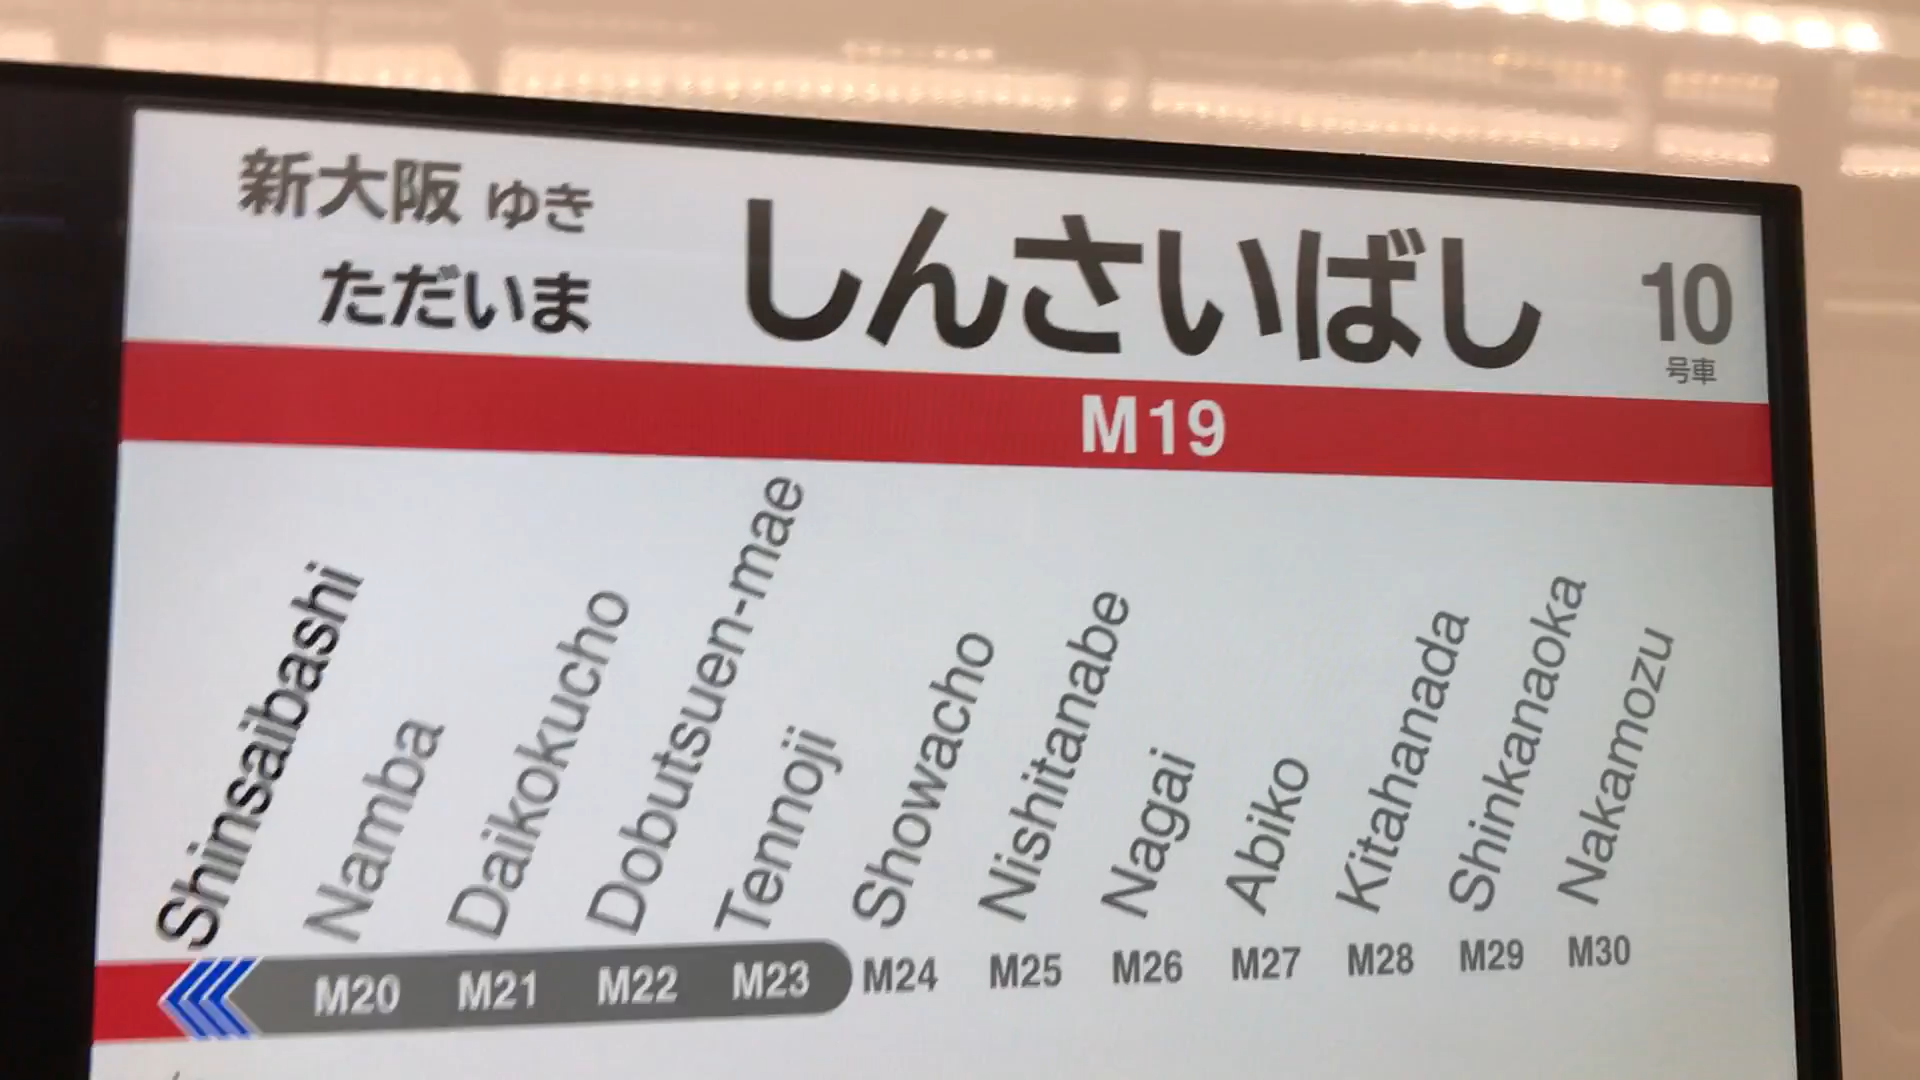 新大阪 ゆき
ただいま
しんさいばし
10
号車
M19
Shinsaibashi
Namba
Daikokucho
Dobutsuen-mae
Tennoji
Showacho
Nishitanabe
Nagai
Abiko
Kitahanada
Shinkanaoka
Nakamozu
M20 M21 M22 M23 M24 M25 M26 M27 M28 M29 M30